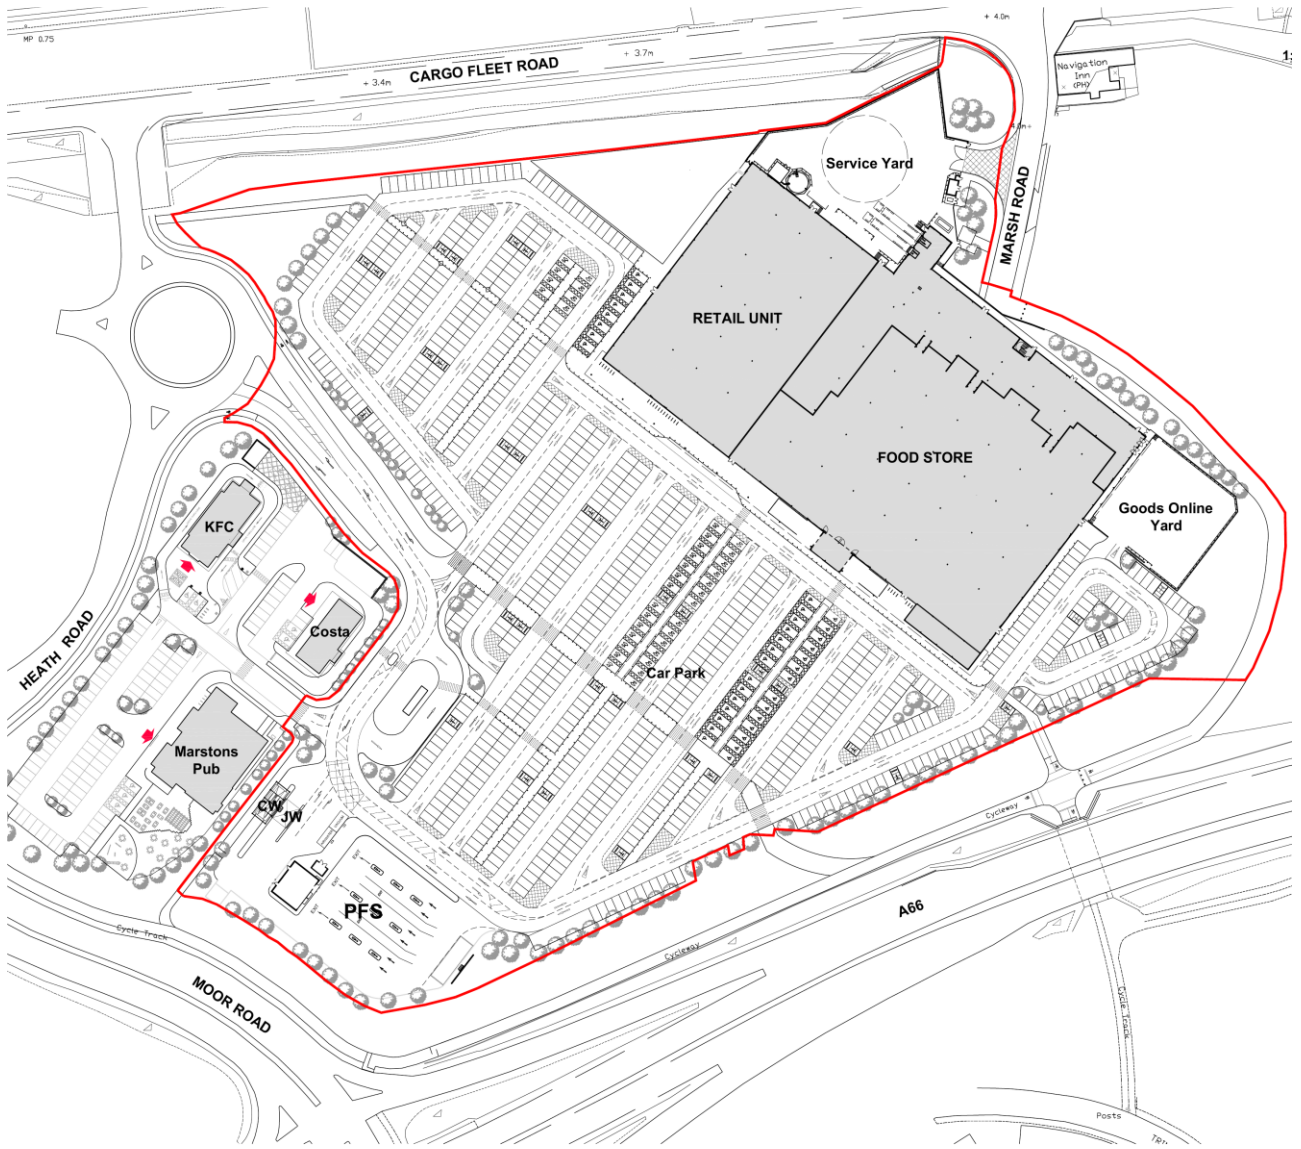 MP 0.75
+ 4.0m
+ 3.7m
+ 3.4m
CARGO FLEET ROAD
Navigation
Inn
(PH)
4.0m+
Service Yard
MARSH ROAD
RETAIL UNIT
FOOD STORE
Goods Online
Yard
KFC
Costa
HEATH ROAD
Car Park
Marstons
Pub
CW
JW
PFS
Cycleway
A66
Cycleway
Cycle Track
MOOR ROAD
Cycle Track
Posts